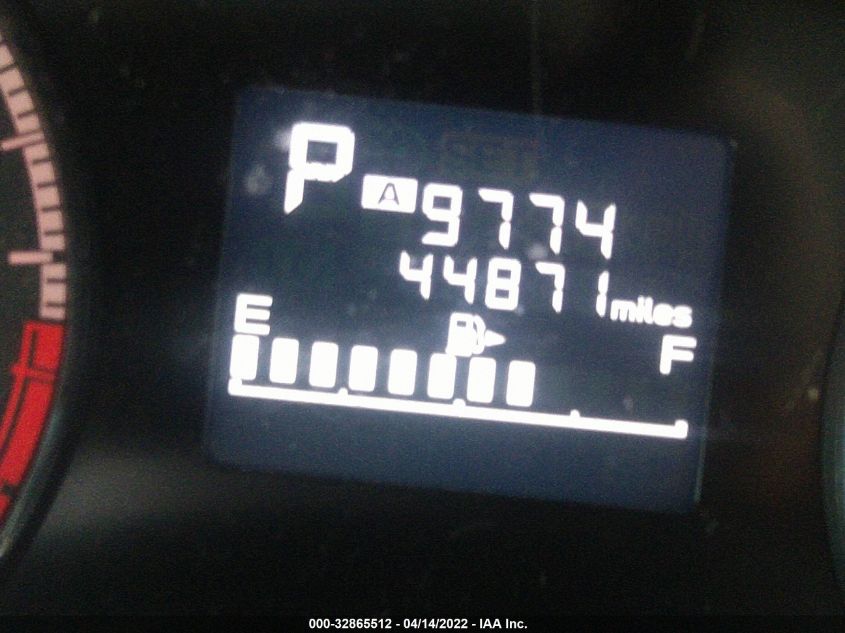 P
A 9774
44871 miles
E F
000-32865512 - 04/14/2022 - IAA Inc.